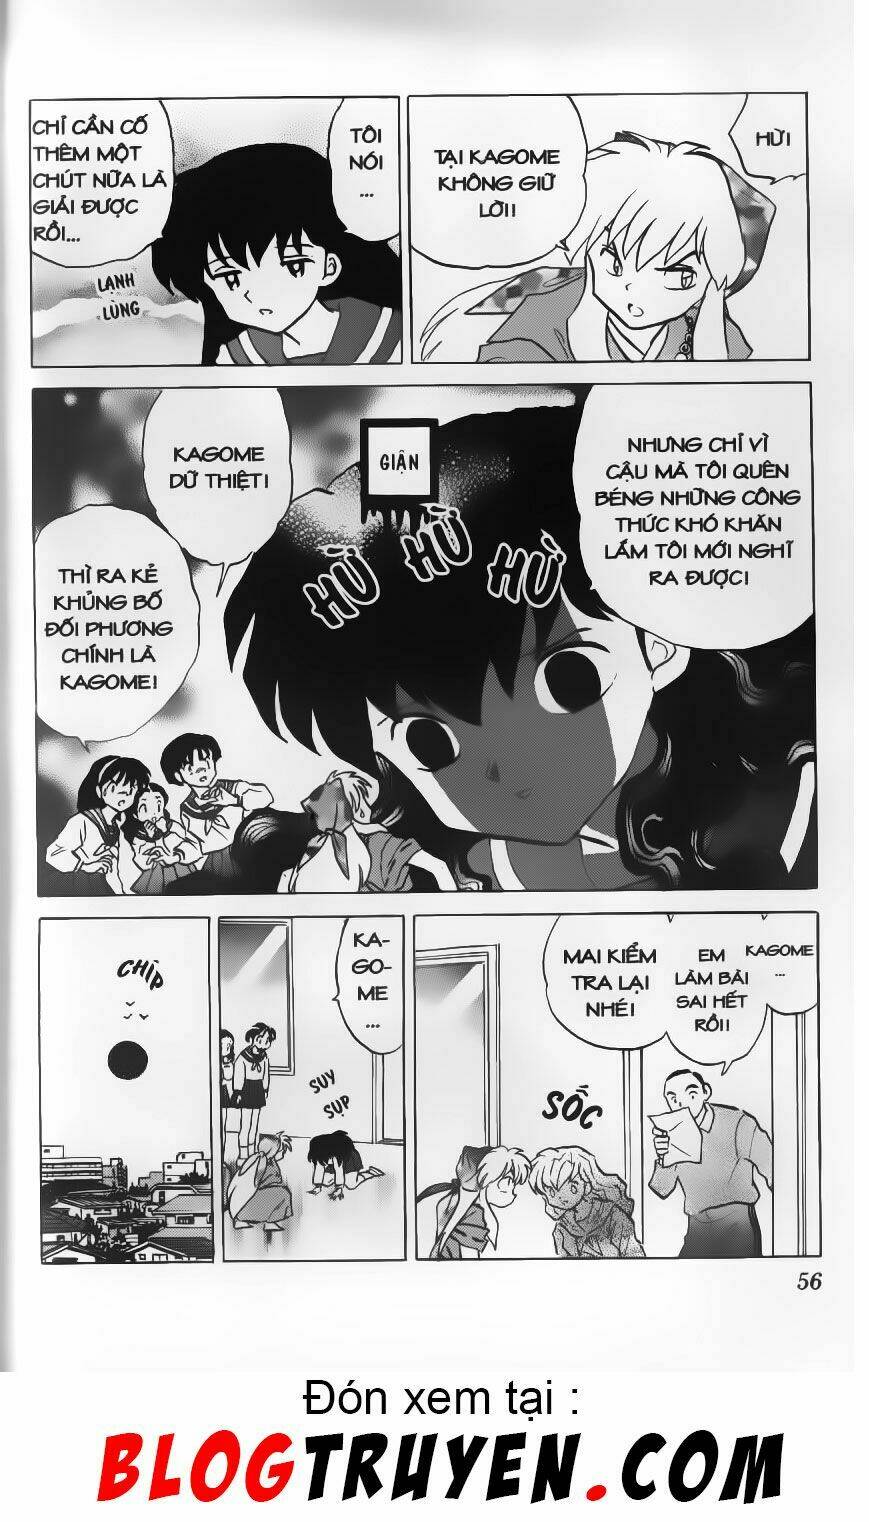 HỪ!
TẠI KAGOME
KHÔNG GIỮ
LỜI!
TÔI
NÓI
...
CHỈ CẦN CỐ
THÊM MỘT
CHÚT NỮA LÀ
GIẢI ĐƯỢC
RỒI...
LẠNH
LÙNG
NHƯNG CHỈ VÌ
CẬU MÀ TÔI QUÊN
BÉNG NHỮNG CÔNG
THỨC KHÓ KHĂN
LẮM TÔI MỚI NGHĨ
RA ĐƯỢC!
GIẬN
HỪ HỪ HỪ
KAGOME
DỮ THIỆT!
THÌ RA KẺ
KHỦNG BỐ
ĐỐI PHƯƠNG
CHÍNH LÀ
KAGOME!
KAGOME
...
EM
LÀM BÀI
SAI HẾT
RỒI!
MAI KIỂM
TRA LẠI
NHÉ!
SỐC
KA-
GO-
ME
...
SUY
SỤP
CHÍP
56
Đón xem tại :
BLOGTRUYEN.COM